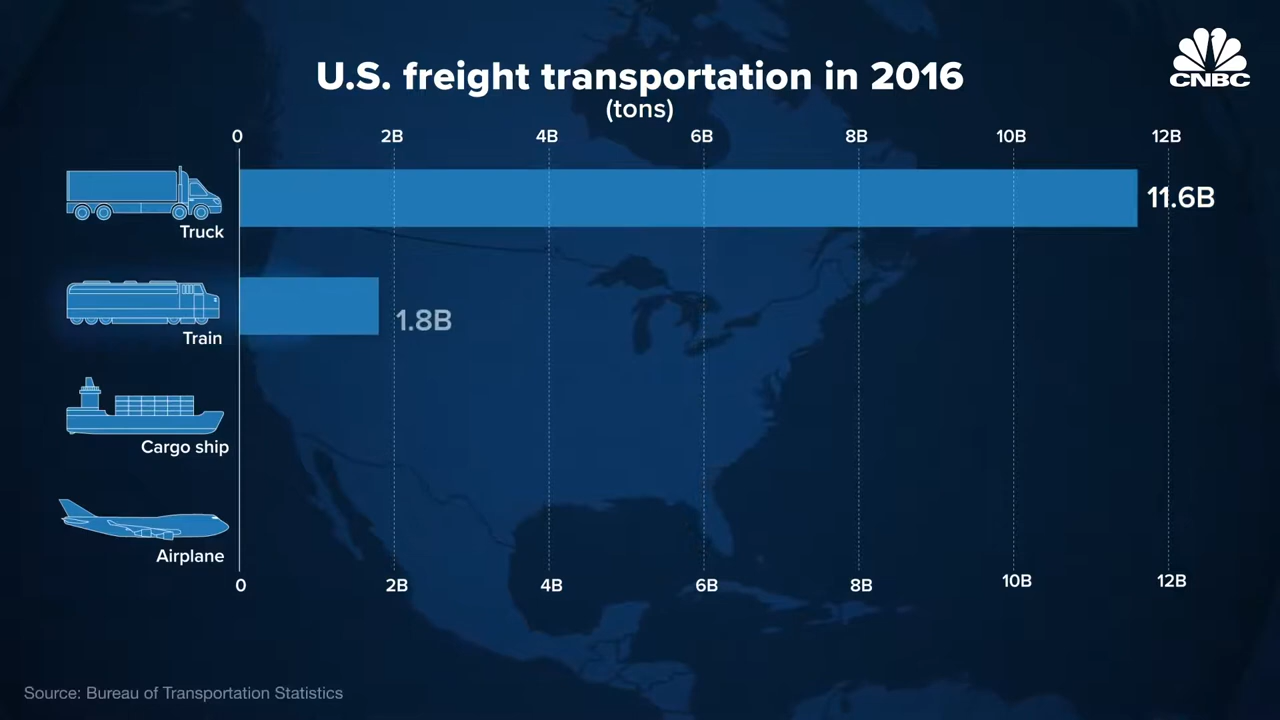 U.S. freight transportation in 2016
(tons)
CNBC
0 2B 4B 6B 8B 10B 12B
Truck
11.6B
Train
1.8B
Cargo ship
Airplane
0 2B 4B 6B 8B 10B 12B
Source: Bureau of Transportation Statistics